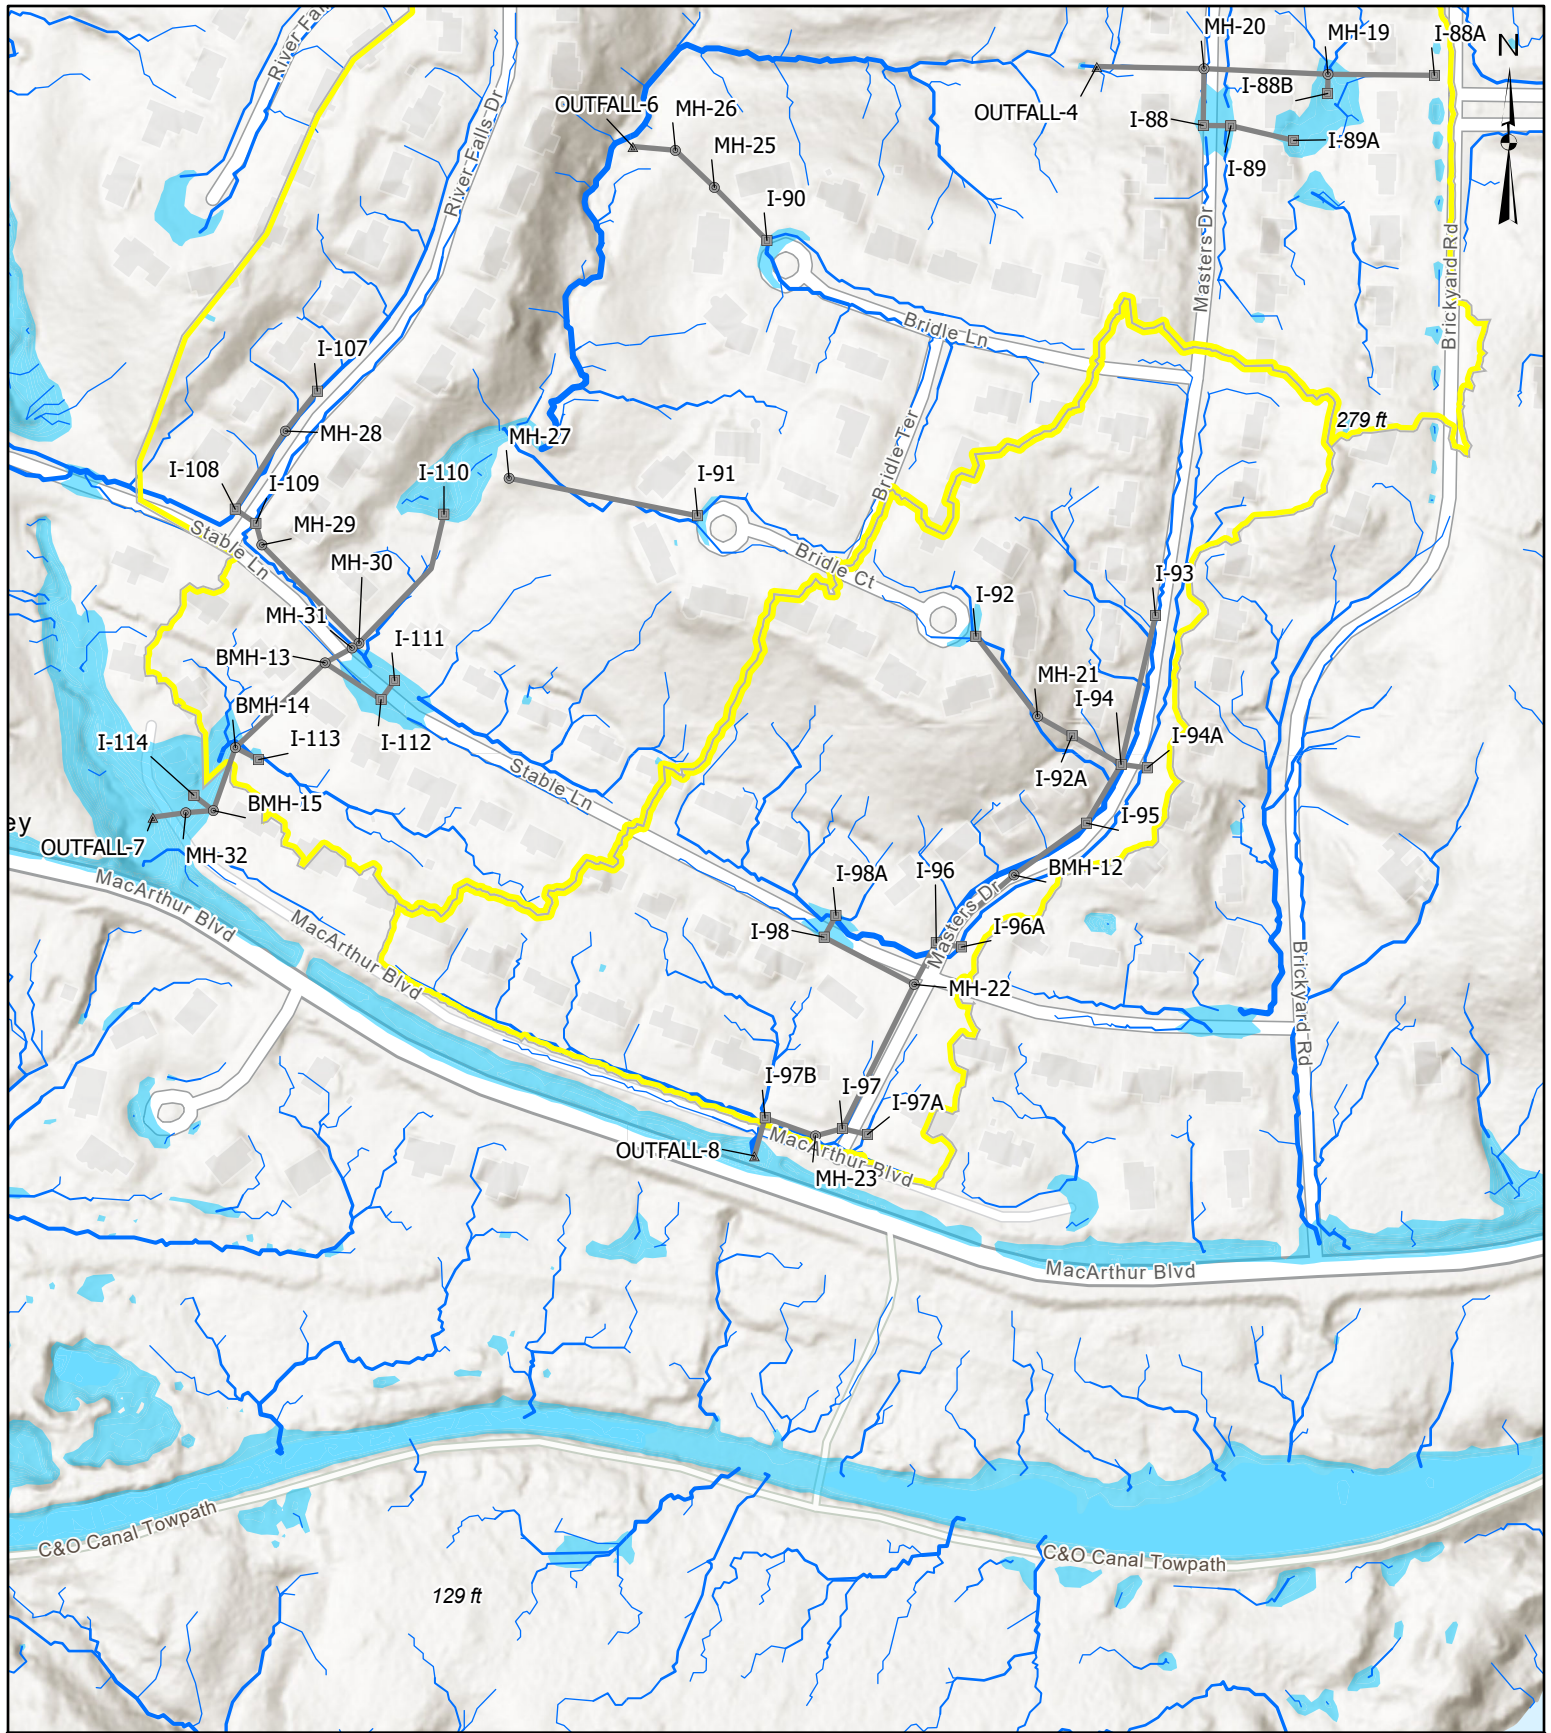 MH-20
MH-19
I-88A
N
River Fal
OUTFALL-6
MH-26
OUTFALL-4
I-88B
I-88
I-89A
I-89
MH-25
River Falls Dr
I-90
Masters Dr
Brickyard Rd
Bridle Ln
I-107
279 ft
MH-28
MH-27
Bridle Ter
I-108
I-109
I-110
I-91
MH-29
Stable Ln
MH-30
Bridle Ct
I-92
I-93
MH-31
I-111
BMH-13
MH-21
I-94
BMH-14
I-114
I-113
I-112
I-94A
I-92A
Stable Ln
BMH-15
ey
OUTFALL-7
MH-32
I-95
I-98A
I-96
BMH-12
MacArthur Blvd
MacArthur Blvd
I-98
Masters Dr
I-96A
MH-22
Brickyard Rd
I-97B
I-97
I-97A
OUTFALL-8
MacArthur Blvd
MH-23
MacArthur Blvd
C&O Canal Towpath
C&O Canal Towpath
129 ft